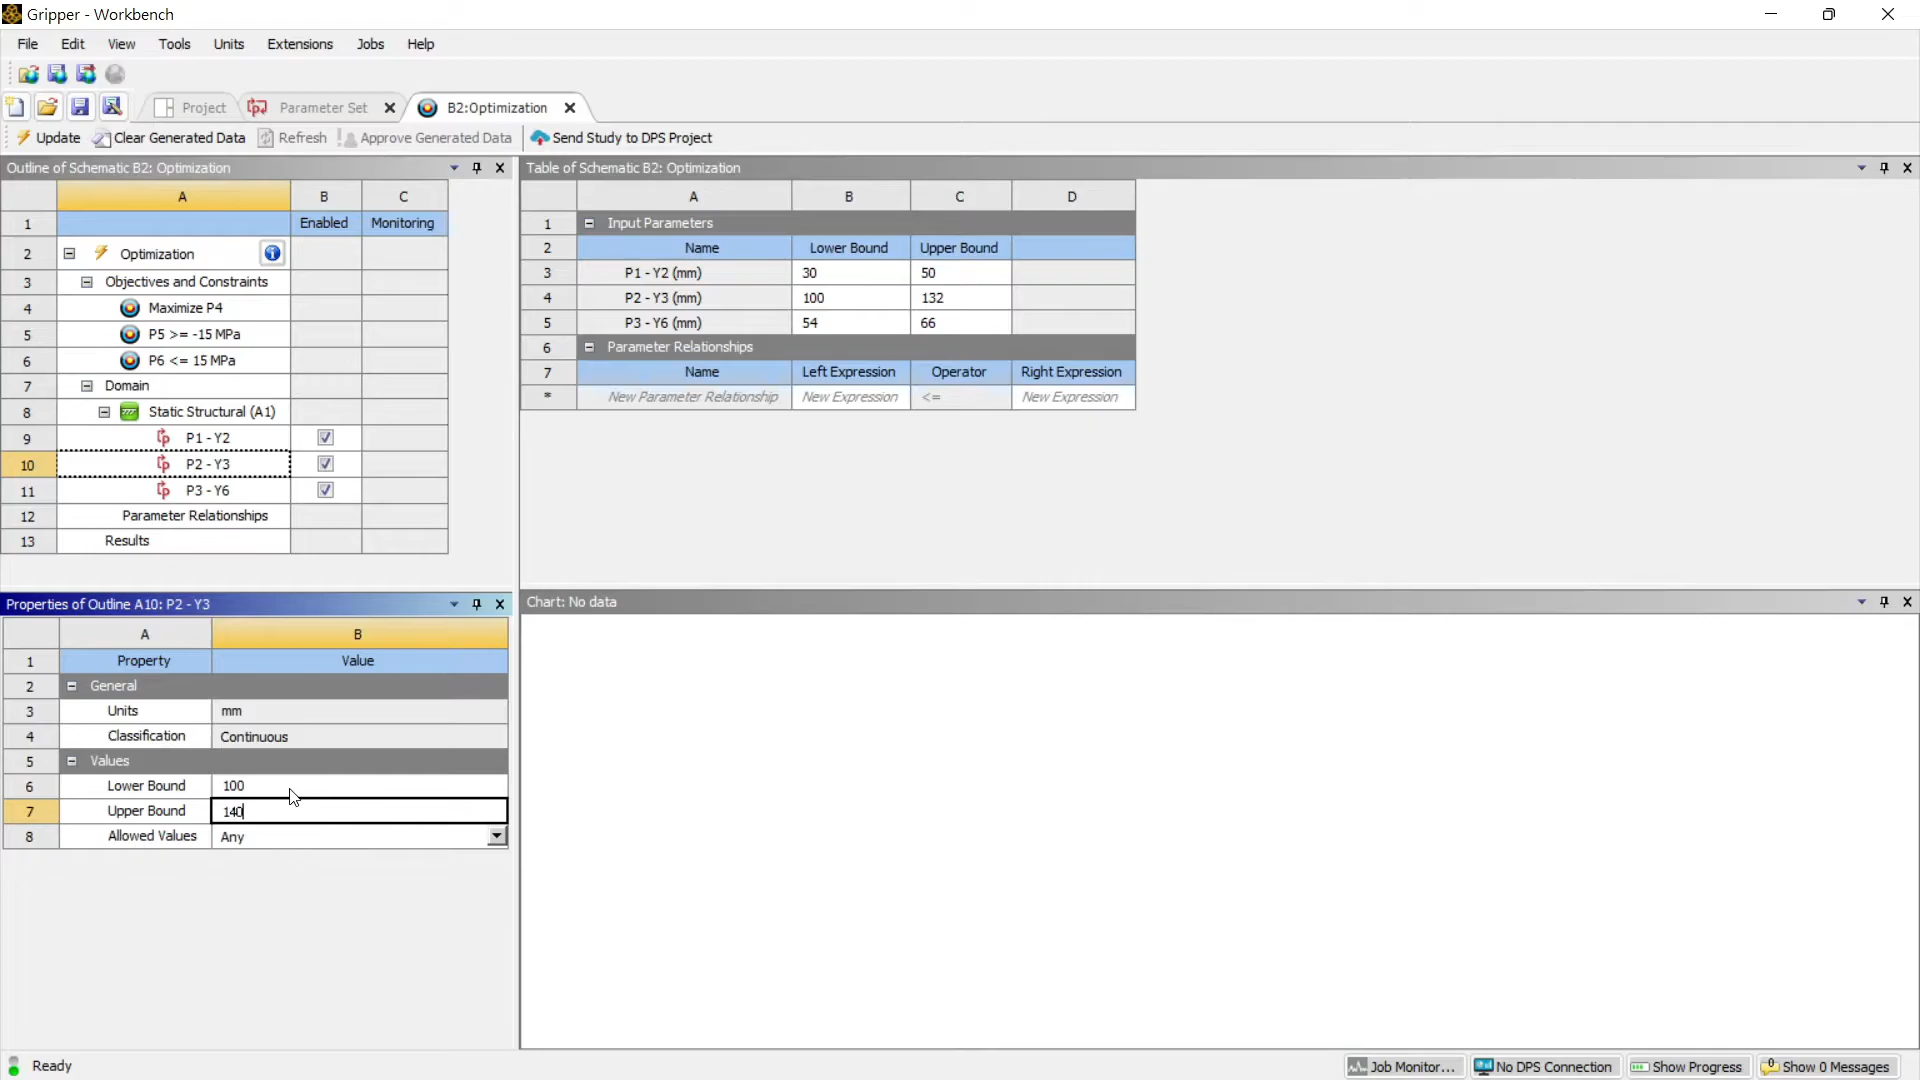 Gripper - Workbench
File Edit View Tools Units Extensions Jobs Help
Project Parameter Set B2:Optimization
Update Clear Generated Data Refresh Approve Generated Data Send Study to DPS Project
Outline of Schematic B2: Optimization
A B C
1 Enabled Monitoring
2 Optimization
3 Objectives and Constraints
4 Maximize P4
5 P5 >= -15 MPa
6 P6 <= 15 MPa
7 Domain
8 Static Structural (A1)
9 P1 - Y2
10 P2 - Y3
11 P3 - Y6
12 Parameter Relationships
13 Results
Table of Schematic B2: Optimization
A B C D
1 Input Parameters
2 Name Lower Bound Upper Bound
3 P1 - Y2 (mm) 30 50
4 P2 - Y3 (mm) 100 132
5 P3 - Y6 (mm) 54 66
6 Parameter Relationships
7 Name Left Expression Operator Right Expression
* New Parameter Relationship New Expression <= New Expression
Properties of Outline A10: P2 - Y3
A B
1 Property Value
2 General
3 Units mm
4 Classification Continuous
5 Values
6 Lower Bound 100
7 Upper Bound 140
8 Allowed Values Any
Chart: No data
Ready
Job Monitor... No DPS Connection Show Progress Show 0 Messages